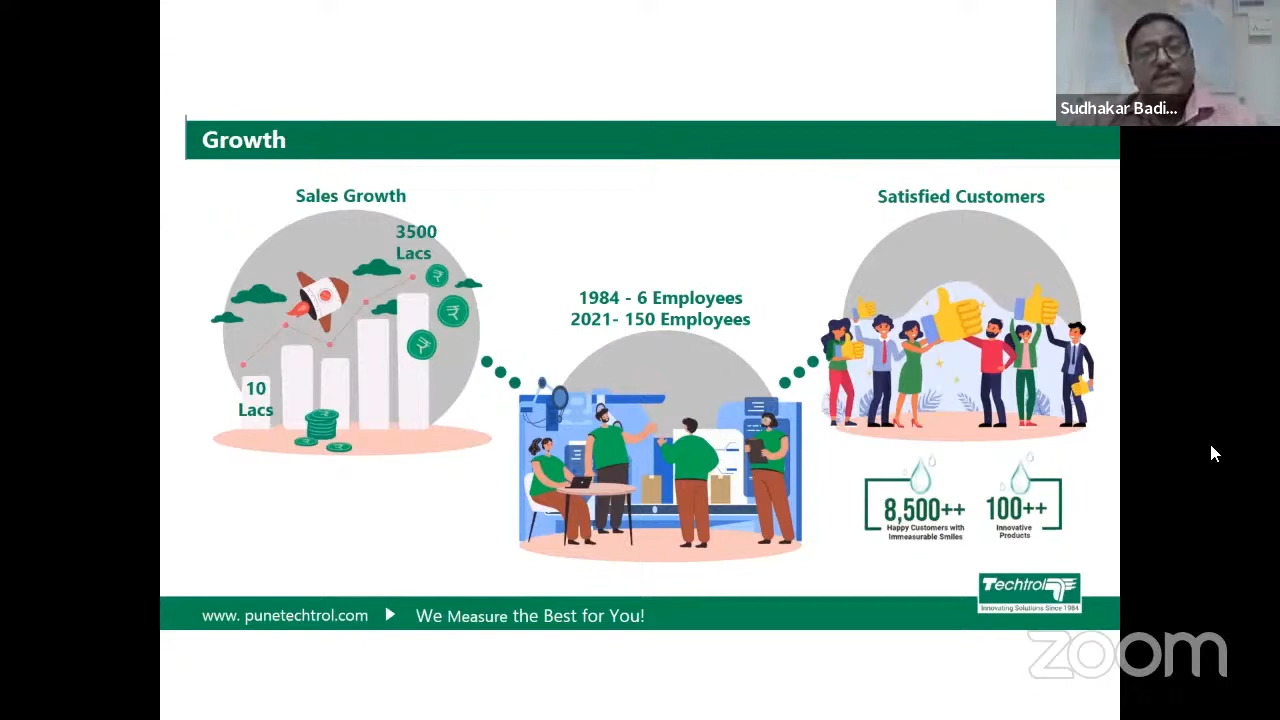 Sudhakar Badi...
Growth
Sales Growth
3500
Lacs
10
Lacs
1984 - 6 Employees
2021- 150 Employees
Satisfied Customers
8,500++
Happy Customers with
Immeasurable Smiles
100++
Innovative
Products
Techtrol
Innovating Solutions Since 1984
www. punetechtrol.com
We Measure the Best for You!
zoom